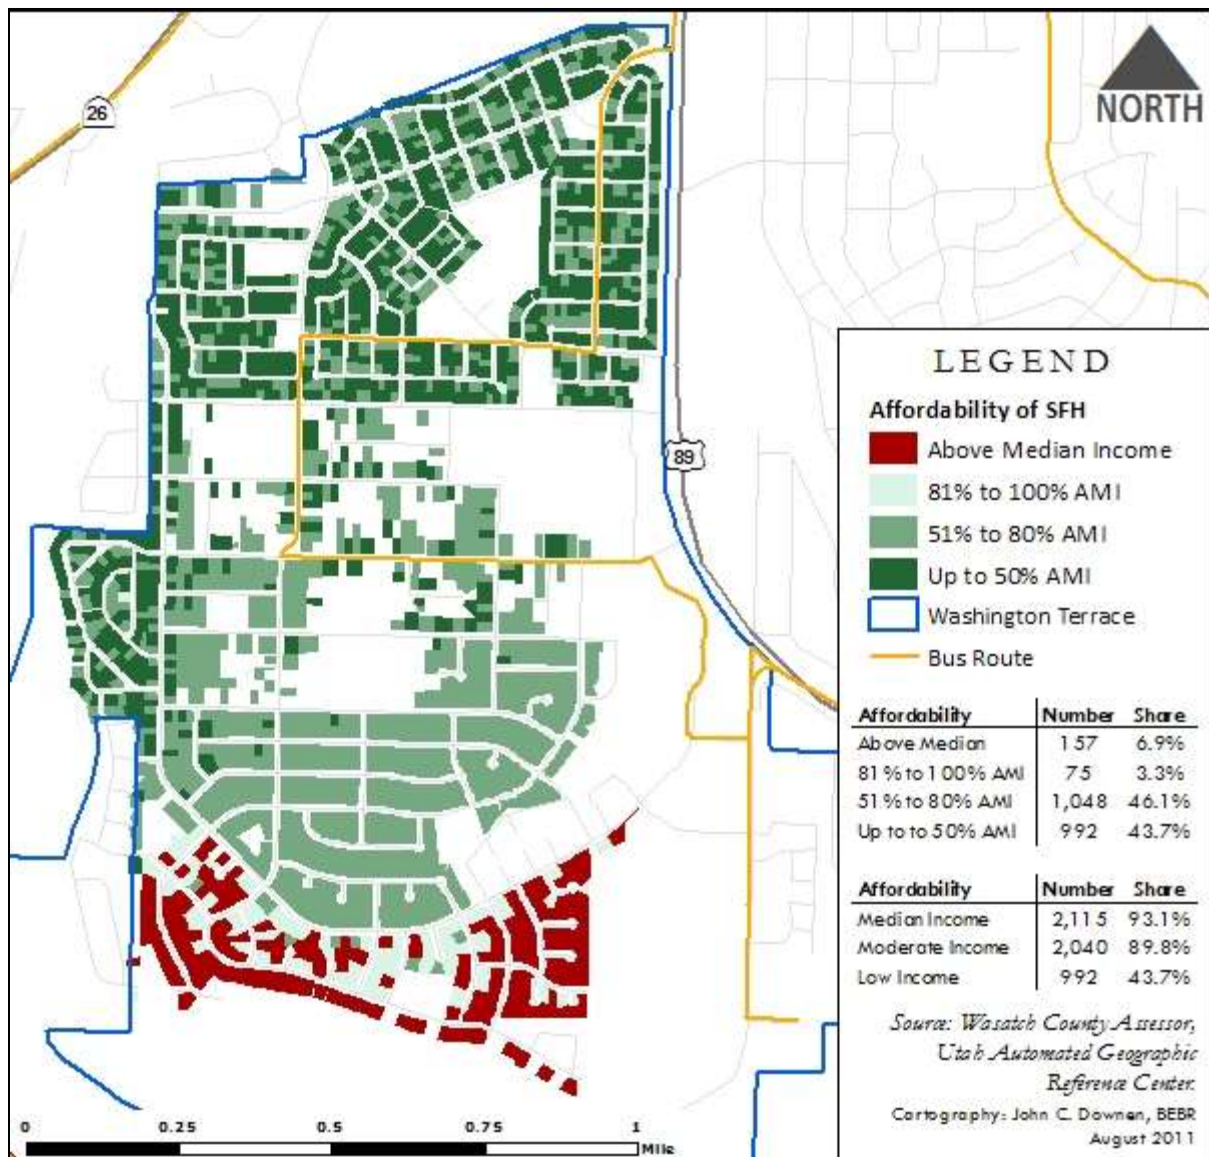 26
NORTH
89
LEGEND
Affordability of SFH
Above Median Income
81% to 100% AMI
51% to 80% AMI
Up to 50% AMI
Washington Terrace
Bus Route
Affordability Number Share
Above Median 157 6.9%
81% to 100% AMI 75 3.3%
51% to 80% AMI 1,048 46.1%
Up to to 50% AMI 992 43.7%
Affordability Number Share
Median Income 2,115 93.1%
Moderate Income 2,040 89.8%
Low Income 992 43.7%
Source: Wasatch County Assessor,
Utah Automated Geographic
Reference Center.
Cartography: John C. Downen, BEBR
August 2011
0 0.25 0.5 0.75 1
Mile